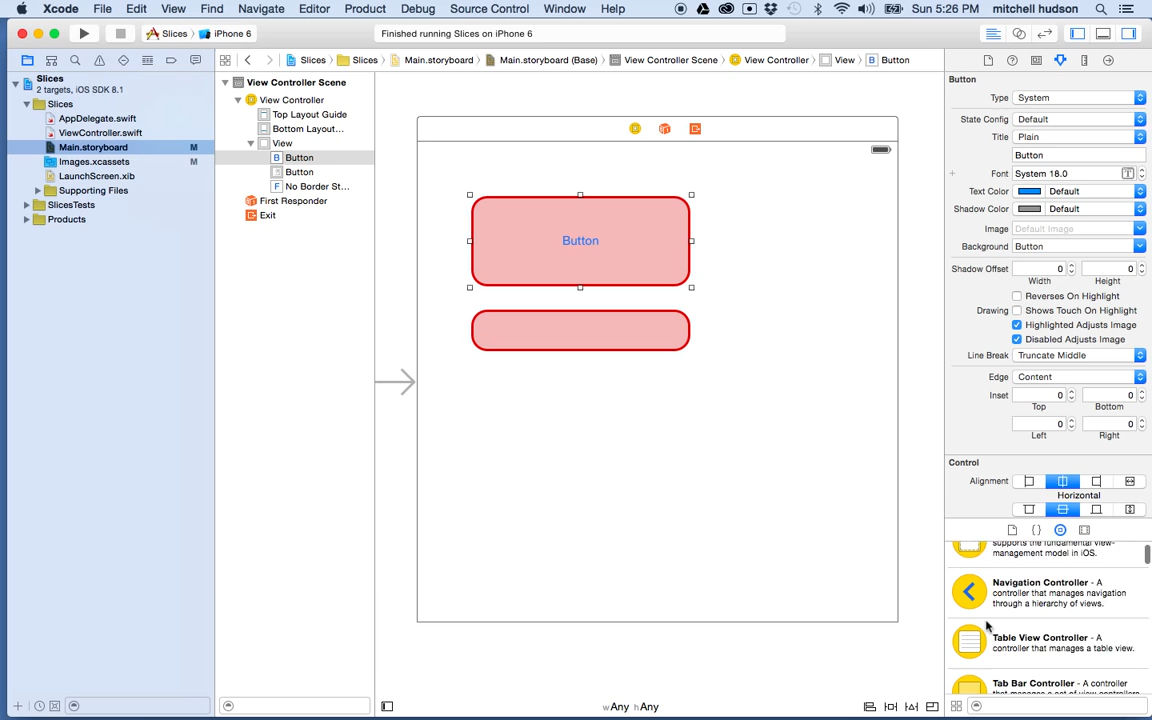 Xcode File Edit View Find Navigate Editor Product Debug Source Control Window Help Sun 5:26 PM mitchell hudson
Slices iPhone 6
Finished running Slices on iPhone 6
Slices Slices Main.storyboard Main.storyboard (Base) View Controller Scene View Controller View B Button
Slices
2 targets, iOS SDK 8.1
Slices
AppDelegate.swift
ViewController.swift
Main.storyboard M
Images.xcassets M
LaunchScreen.xib
Supporting Files
SlicesTests
Products
View Controller Scene
View Controller
Top Layout Guide
Bottom Layout...
View
B Button
Button
F No Border St...
First Responder
Exit
Button
wAny hAny
Button
Type System
State Config Default
Title Plain
Button
Font System 18.0 T
Text Color Default
Shadow Color Default
Image Default Image
Background Button
Shadow Offset 0 0
Width Height
Reverses On Highlight
Drawing Shows Touch On Highlight
Highlighted Adjusts Image
Disabled Adjusts Image
Line Break Truncate Middle
Edge Content
Inset 0 0
Top Bottom
0 0
Left Right
Control
Alignment
Horizontal
supports the fundamental view-
management model in iOS.
Navigation Controller - A
controller that manages navigation
through a hierarchy of views.
Table View Controller - A
controller that manages a table view.
Tab Bar Controller - A controller
that manages a set of view controllers